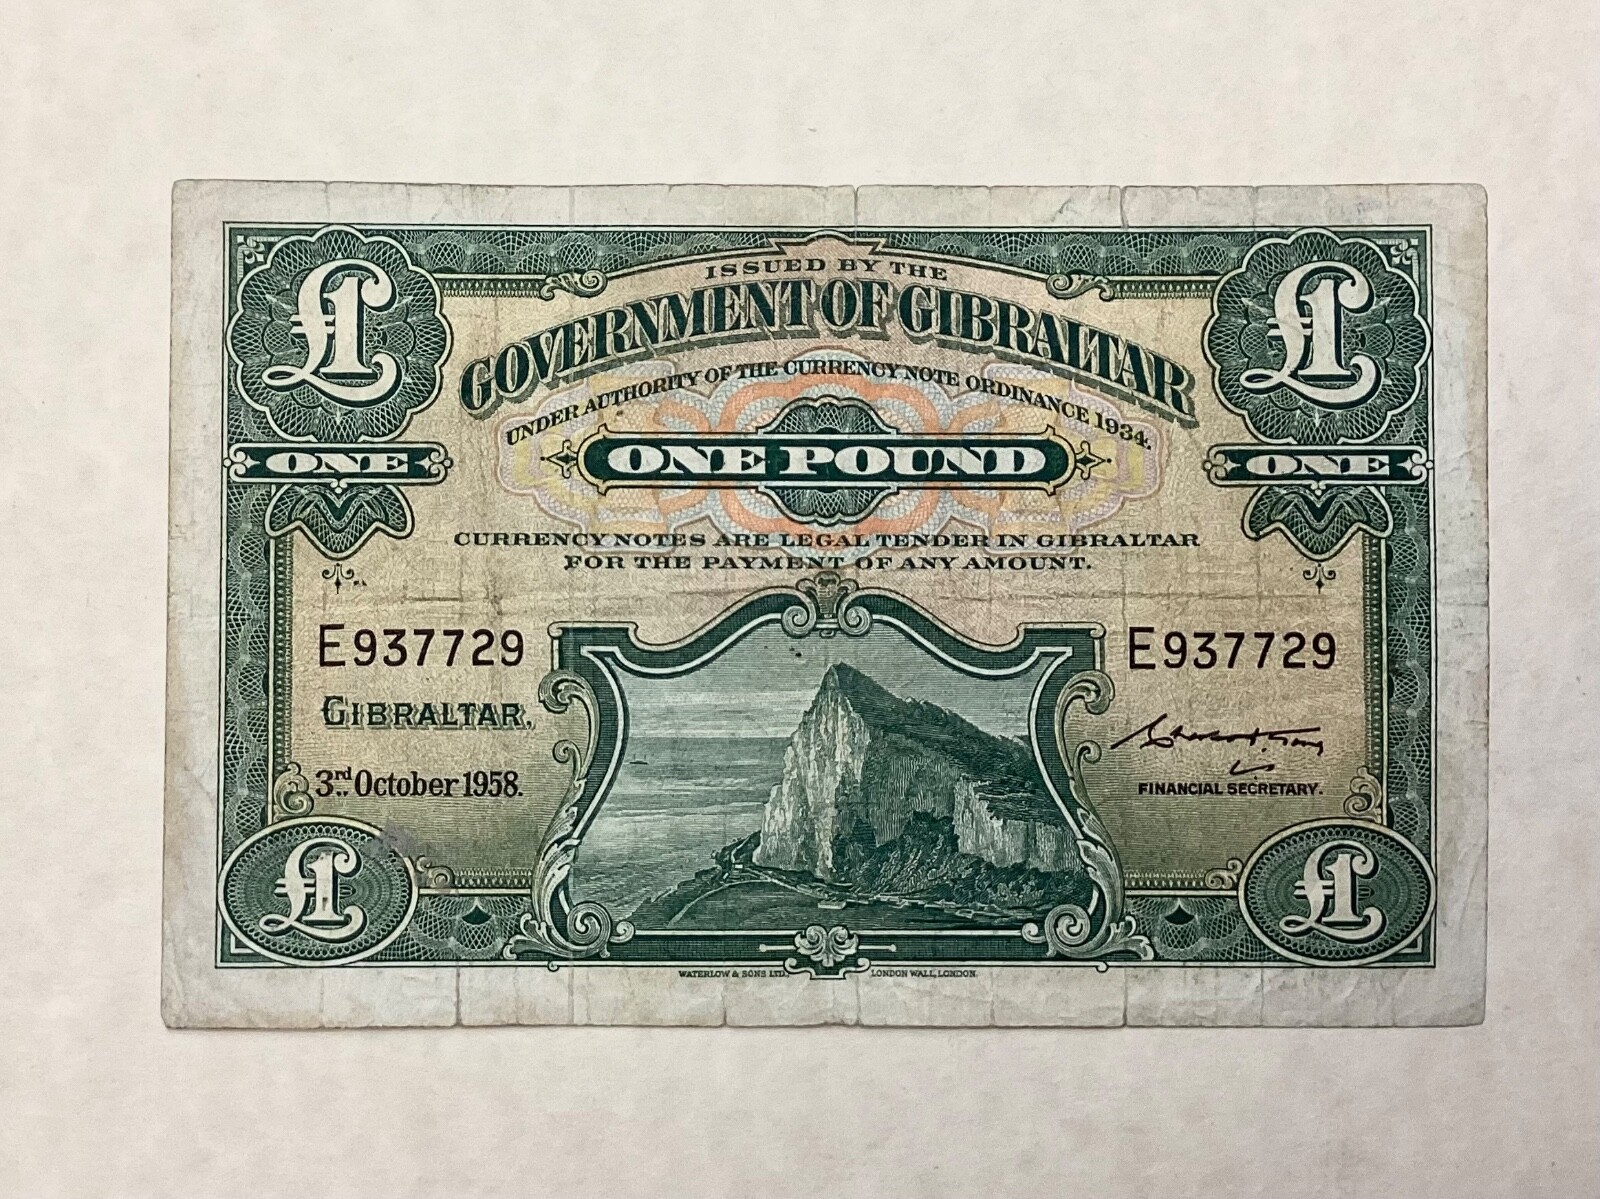 ISSUED BY THE
GOVERNMENT OF GIBRALTAR
UNDER AUTHORITY OF THE CURRENCY NOTE ORDINANCE 1934.
£1
£1
ONE
ONE POUND
ONE
CURRENCY NOTES ARE LEGAL TENDER IN GIBRALTAR
FOR THE PAYMENT OF ANY AMOUNT.
E937729
E937729
GIBRALTAR,
3rd October 1958.
FINANCIAL SECRETARY.
£1
£1
WATERLOW & SONS LTD, LONDON WALL, LONDON.